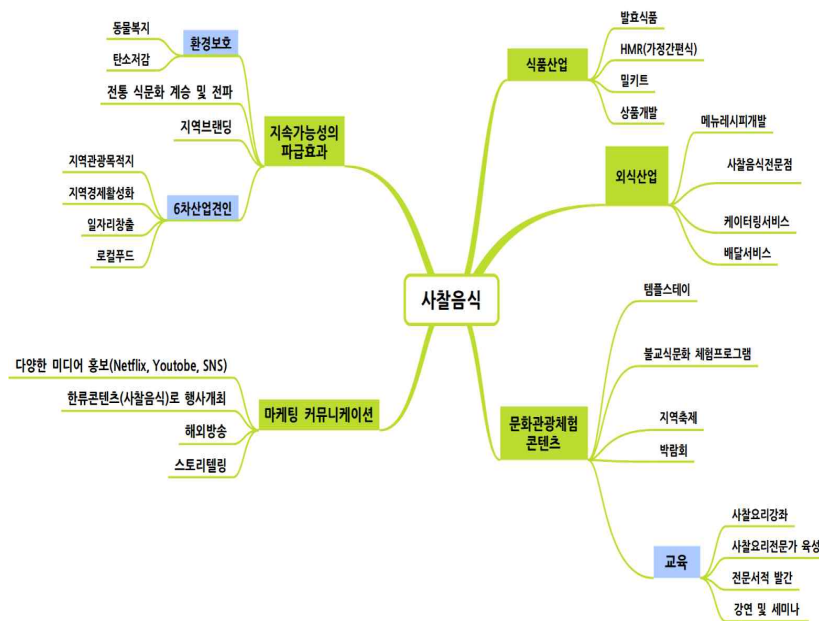 사찰음식
식품산업
발효식품
HMR(가정간편식)
밀키트
상품개발
외식산업
메뉴레시피개발
사찰음식전문점
케이터링서비스
배달서비스
문화관광체험
콘텐츠
템플스테이
불교식문화 체험프로그램
지역축제
박람회
교육
사찰요리강좌
사찰요리전문가 육성
전문서적 발간
강연 및 세미나
마케팅 커뮤니케이션
다양한 미디어 홍보(Netflix, Youtube, SNS)
한류콘텐츠(사찰음식)로 행사개최
해외방송
스토리텔링
지속가능성의
파급효과
환경보호
동물복지
탄소저감
전통 식문화 계승 및 전파
지역브랜딩
6차산업견인
지역관광목적지
지역경제활성화
일자리창출
로컬푸드